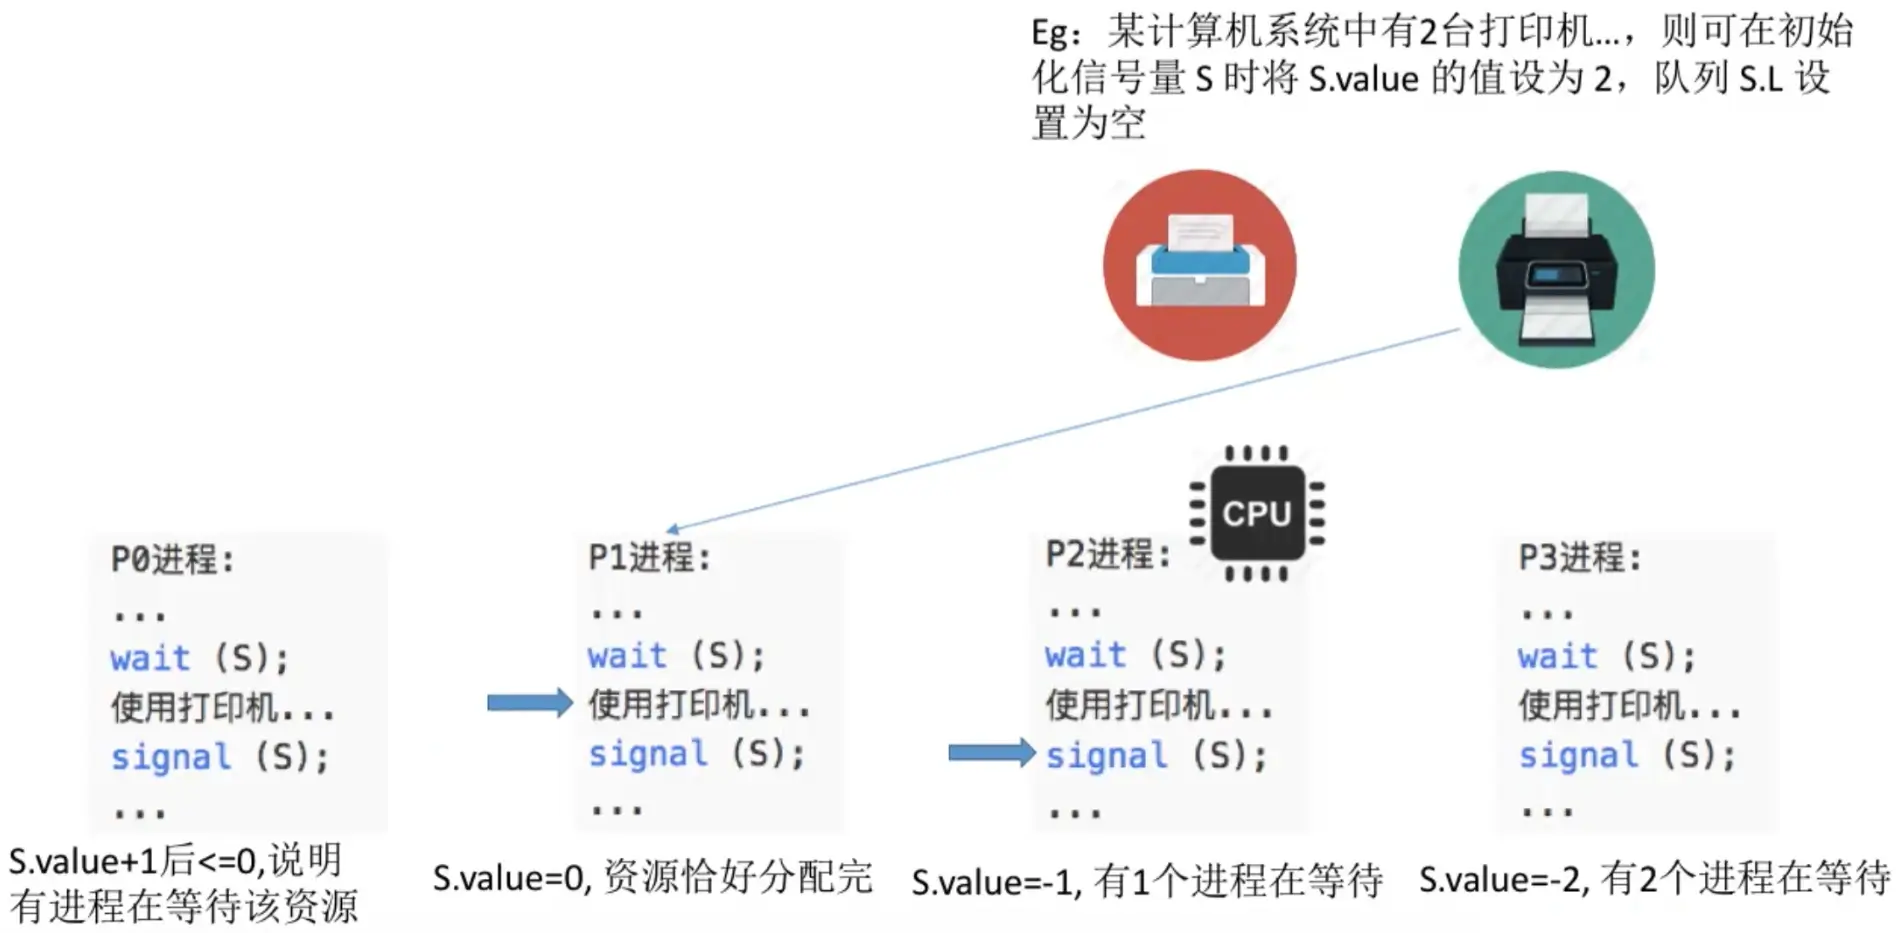 Eg：某计算机系统中有2台打印机…，则可在初始
化信号量 S 时将 S.value 的值设为 2，队列 S.L 设
置为空
CPU
P0进程:
...
wait (S);
使用打印机...
signal (S);
...
S.value+1后<=0,说明
有进程在等待该资源
P1进程:
...
wait (S);
使用打印机...
signal (S);
...
S.value=0, 资源恰好分配完
P2进程:
...
wait (S);
使用打印机...
signal (S);
...
S.value=-1, 有1个进程在等待
P3进程:
...
wait (S);
使用打印机...
signal (S);
...
S.value=-2, 有2个进程在等待